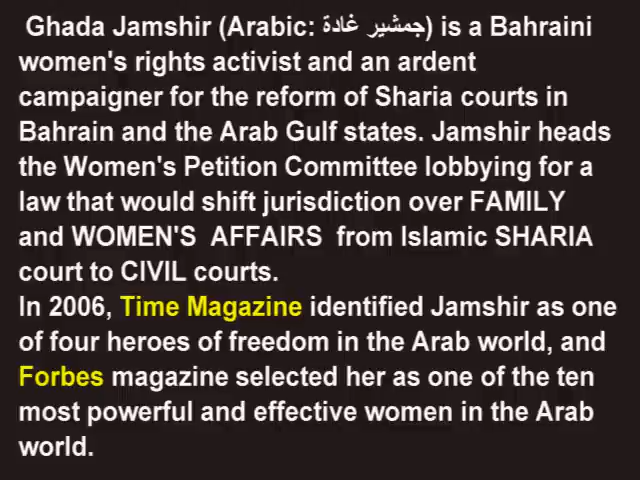 Ghada Jamshir (Arabic: جمشير غادة) is a Bahraini
women's rights activist and an ardent
campaigner for the reform of Sharia courts in
Bahrain and the Arab Gulf states. Jamshir heads
the Women's Petition Committee lobbying for a
law that would shift jurisdiction over FAMILY
and WOMEN'S AFFAIRS from Islamic SHARIA
court to CIVIL courts.
In 2006, Time Magazine identified Jamshir as one
of four heroes of freedom in the Arab world, and
Forbes magazine selected her as one of the ten
most powerful and effective women in the Arab
world.